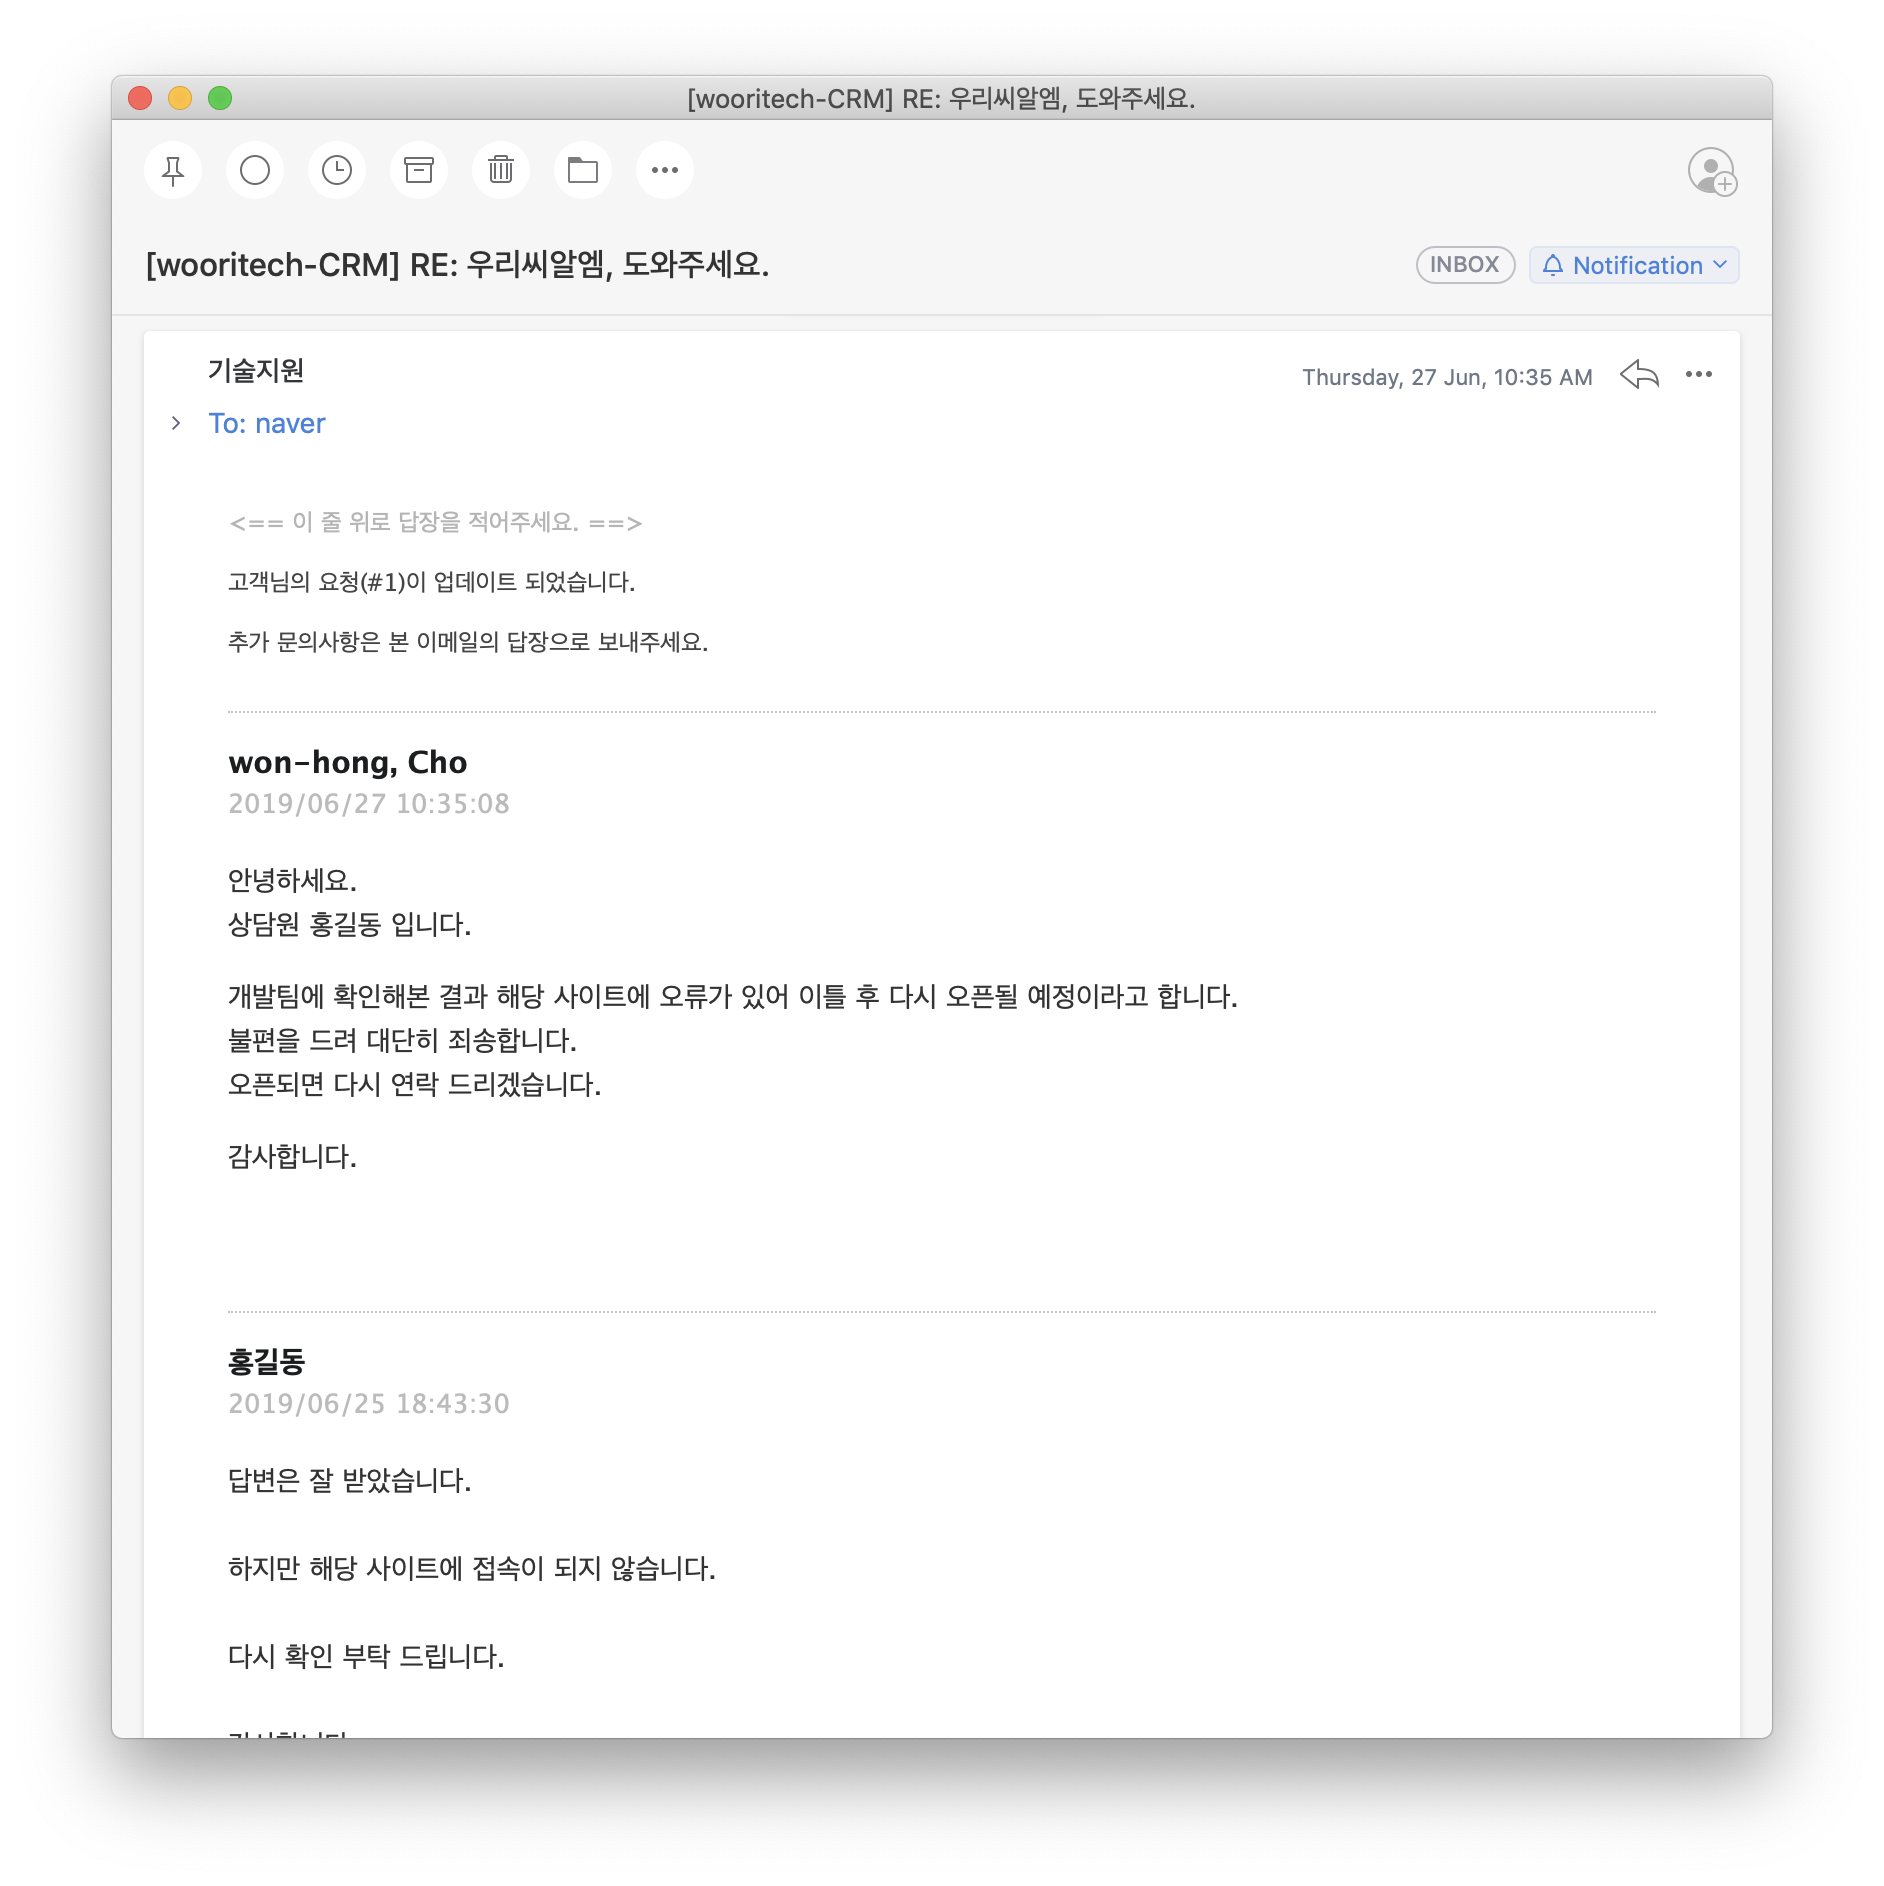 [wooritech-CRM] RE: 우리씨알엠, 도와주세요.
[wooritech-CRM] RE: 우리씨알엠, 도와주세요.
INBOX
Notification
기술지원
Thursday, 27 Jun, 10:35 AM
To: naver
<== 이 줄 위로 답장을 적어주세요. ==>
고객님의 요청(#1)이 업데이트 되었습니다.
추가 문의사항은 본 이메일의 답장으로 보내주세요.
won-hong, Cho
2019/06/27 10:35:08
안녕하세요.
상담원 홍길동 입니다.
개발팀에 확인해본 결과 해당 사이트에 오류가 있어 이틀 후 다시 오픈될 예정이라고 합니다.
불편을 드려 대단히 죄송합니다.
오픈되면 다시 연락 드리겠습니다.
감사합니다.
홍길동
2019/06/25 18:43:30
답변은 잘 받았습니다.
하지만 해당 사이트에 접속이 되지 않습니다.
다시 확인 부탁 드립니다.